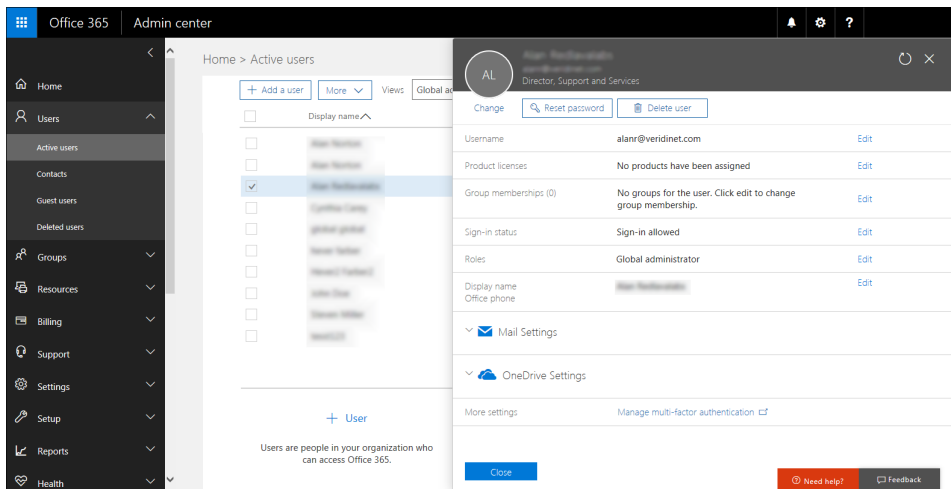 Office 365 Admin center ?
Home
Users
Active users
Contacts
Guest users
Deleted users
Groups
Resources
Billing
Support
Settings
Setup
Reports
Health
Home > Active users
+ Add a user More Views Global ad
Display name
+ User
Users are people in your organization who
can access Office 365.
AL
Director, Support and Services
Change Reset password Delete user
Username alanr@veridinet.com Edit
Product licenses No products have been assigned Edit
Group memberships (0) No groups for the user. Click edit to change
group membership. Edit
Sign-in status Sign-in allowed Edit
Roles Global administrator Edit
Display name Edit
Office phone
Mail Settings
OneDrive Settings
More settings Manage multi-factor authentication
Close
Need help? Feedback